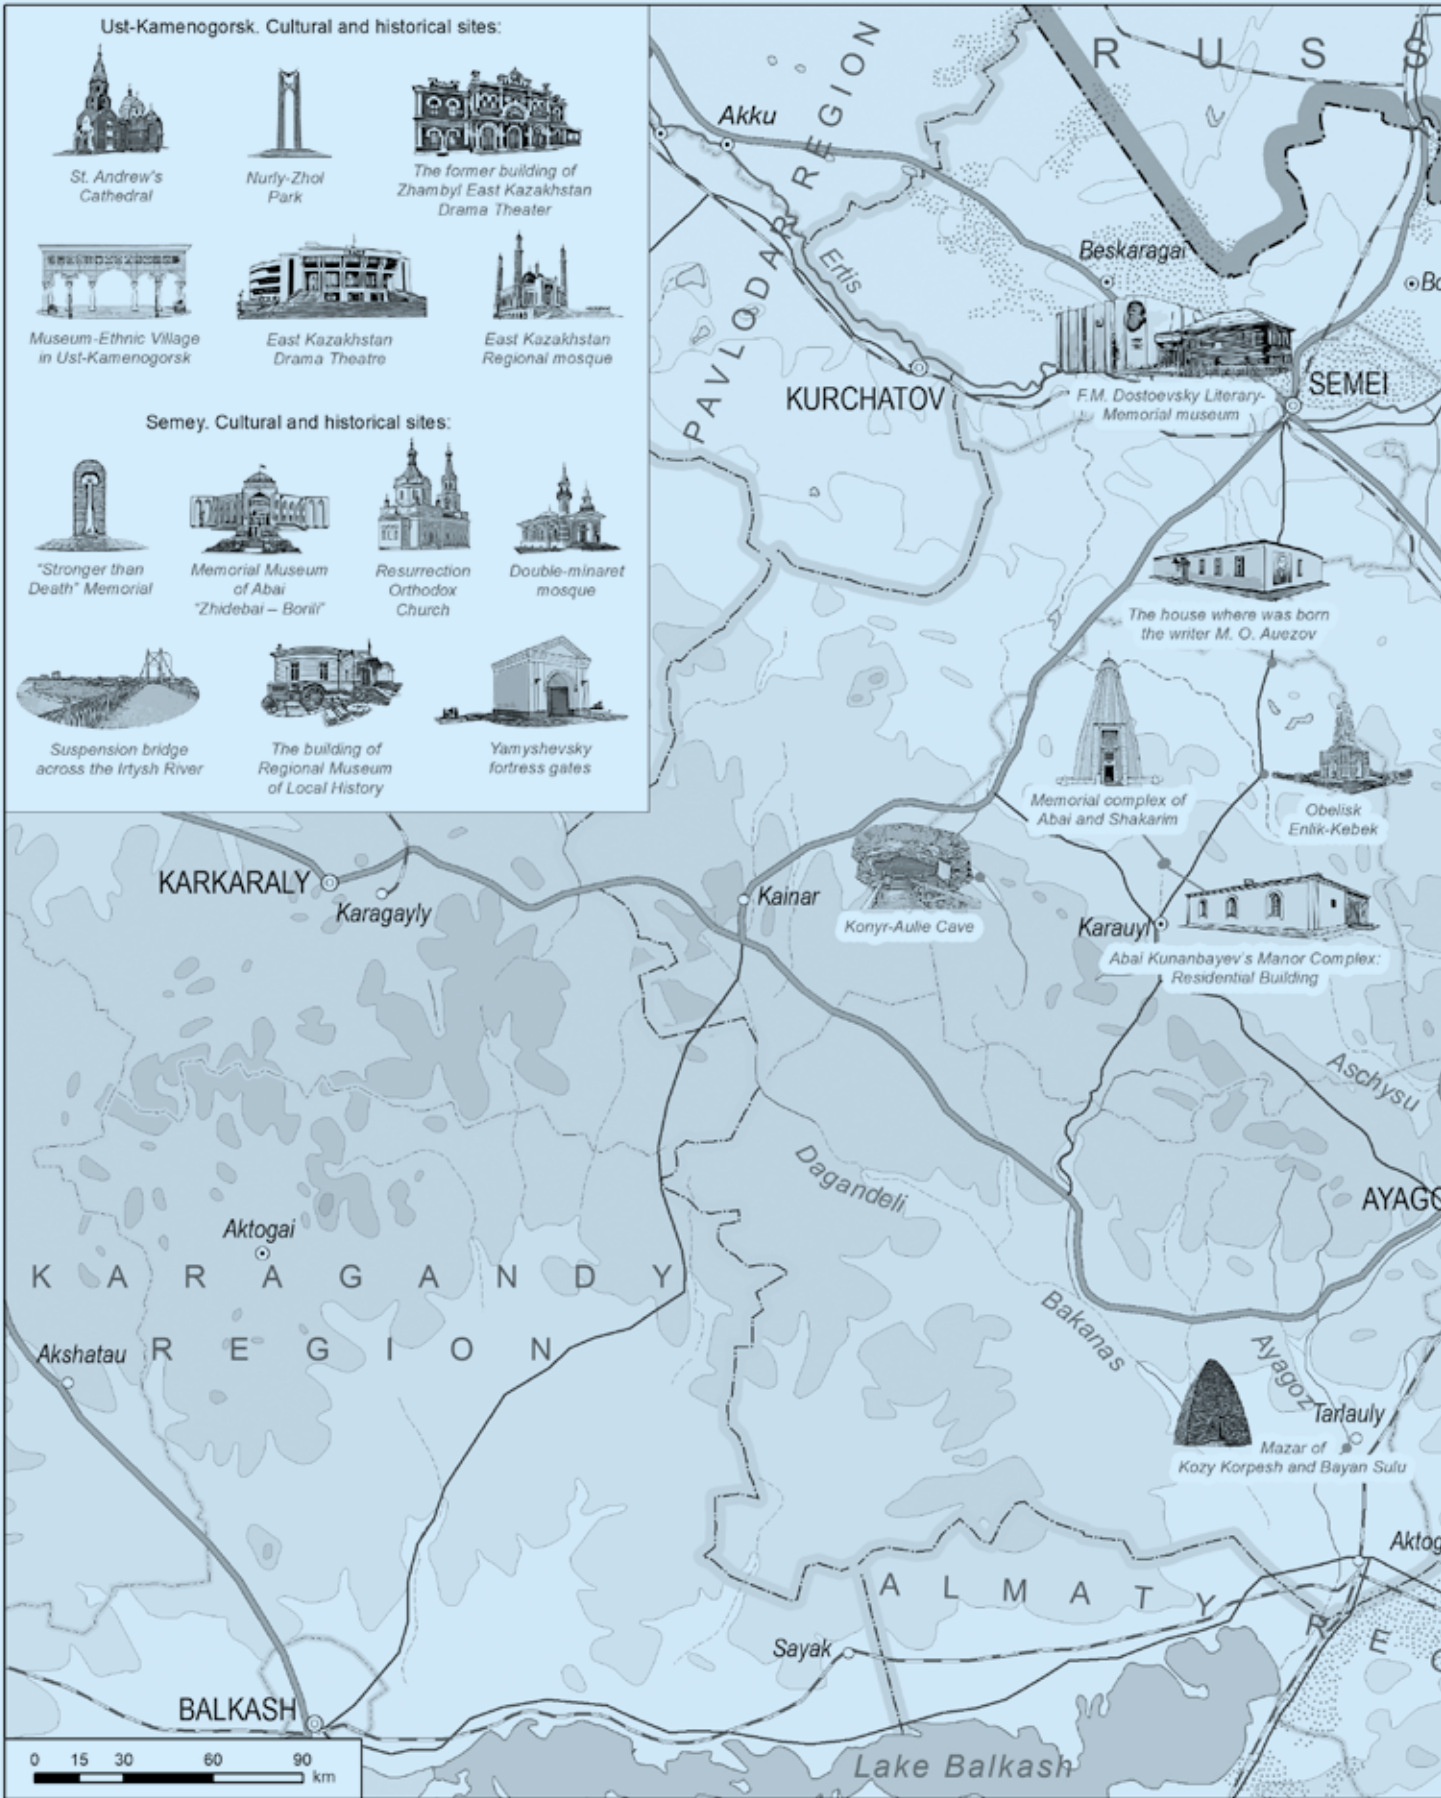 Ust-Kamenogorsk. Cultural and historical sites:
St. Andrew's
Cathedral
Nurly-Zhol
Park
The former building of
Zhambyl East Kazakhstan
Drama Theater
Museum-Ethnic Village
in Ust-Kamenogorsk
East Kazakhstan
Drama Theatre
East Kazakhstan
Regional mosque
Semey. Cultural and historical sites:
"Stronger than
Death" Memorial
Memorial Museum
of Abai
"Zhidebai – Borili"
Resurrection
Orthodox
Church
Double-minaret
mosque
Suspension bridge
across the Irtysh River
The building of
Regional Museum
of Local History
Yamyshevsky
fortress gates
RUSS
PAVLODAR REGION
Akku
Ertis
Beskaragai
Bo
KURCHATOV
SEMEI
F.M. Dostoevsky Literary-
Memorial museum
The house where was born
the writer M. O. Auezov
Memorial complex of
Abai and Shakarim
Obelisk
Enlik-Kebek
KARKARALY
Karagayly
Kainar
Konyr-Aulie Cave
Karauyl
Abai Kunanbayev's Manor Complex:
Residential Building
Aschysu
Dagandeli
AYAGO
Aktogai
KARAGANDY
REGION
Bakanas
Ayagoz
Akshatau
Tarlauly
Mazar of
Kozy Korpesh and Bayan Sulu
Aktog
ALMATY
REG
Sayak
BALKASH
Lake Balkash
0 15 30 60 90
km